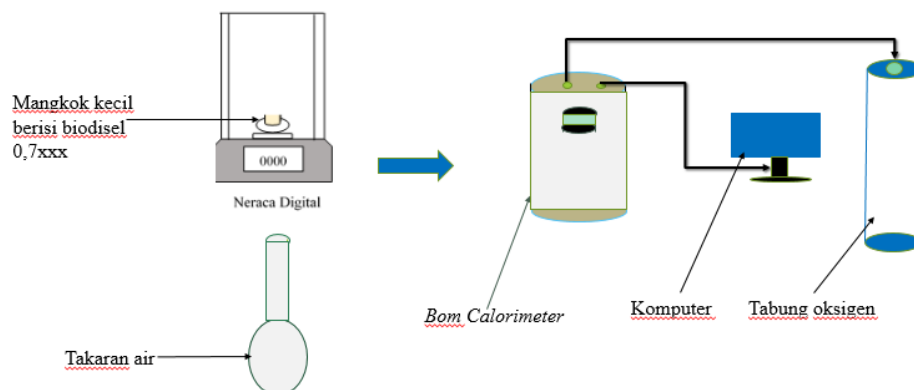 Mangkok kecil
berisi biodisel
0,7xxx
0000
Neraca Digital
Takaran air
Bom Calorimeter
Komputer
Tabung oksigen